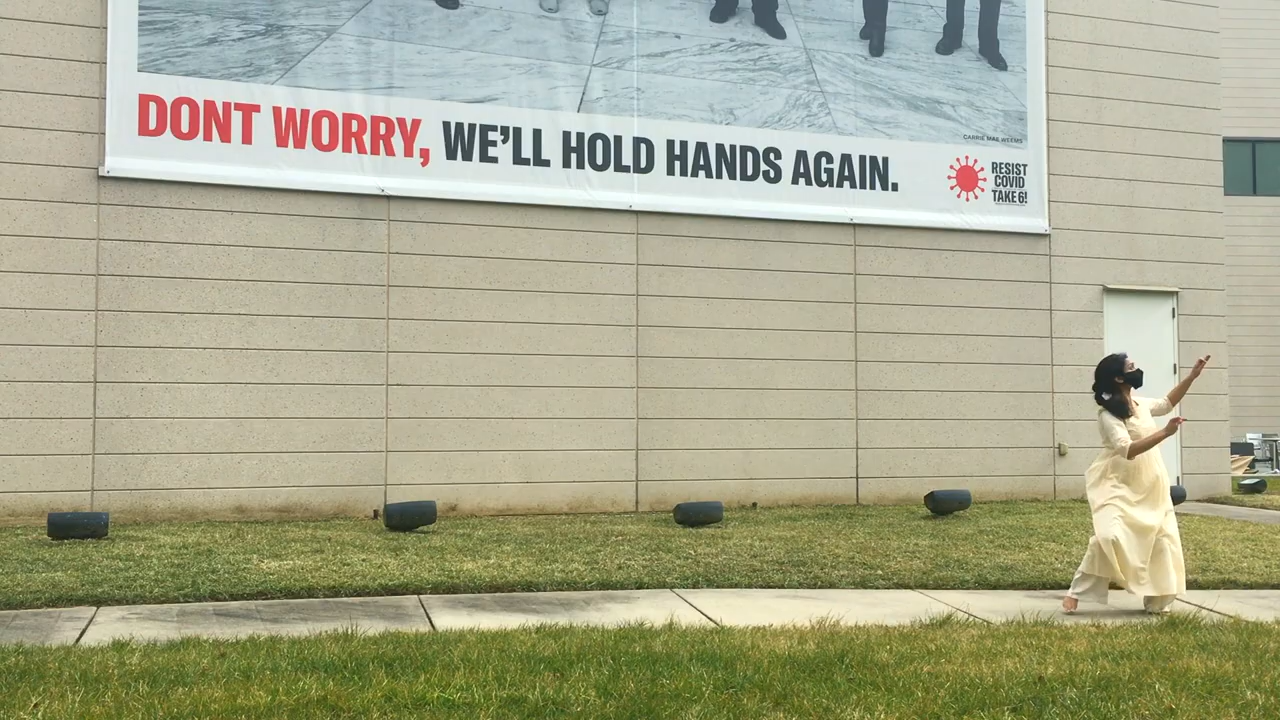 DONT WORRY, WE'LL HOLD HANDS AGAIN.
CARRIE MAE WEEMS
RESIST
COVID
TAKE 6!